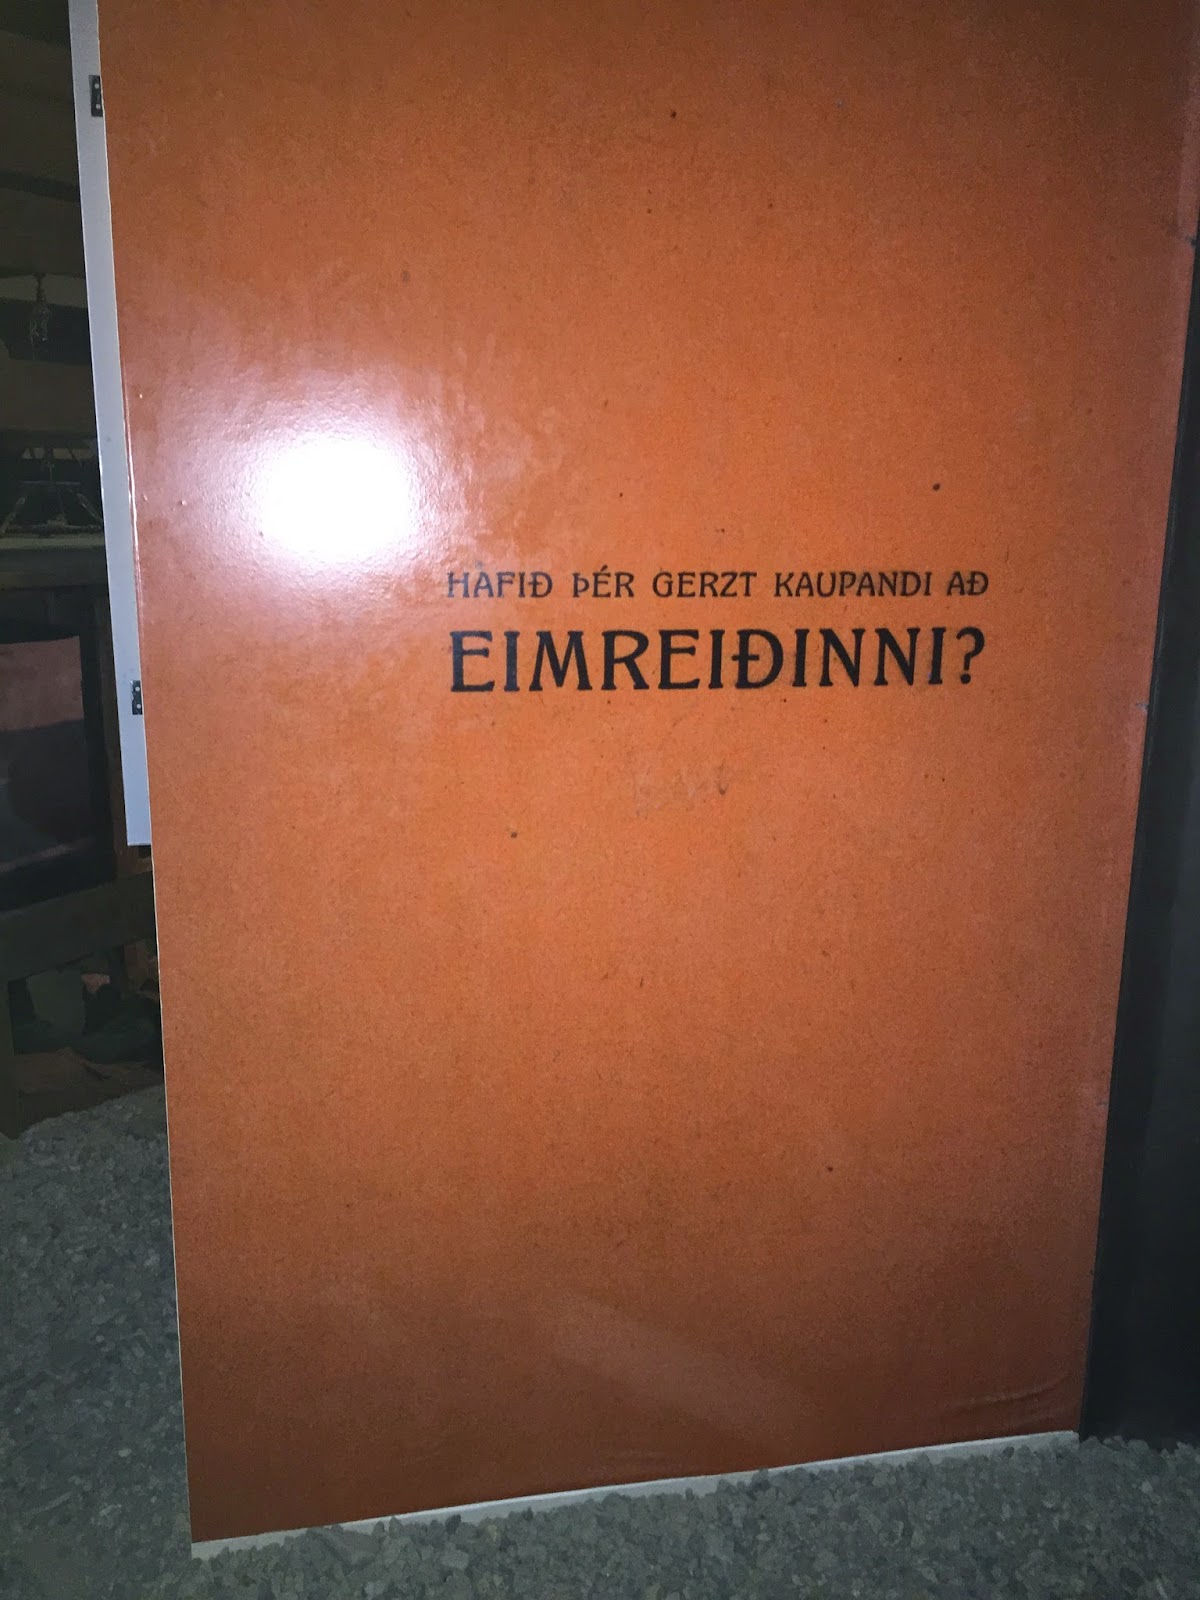 HAFIÐ ÞÉR GERZT KAUPANDI AÐ
EIMREIÐINNI?